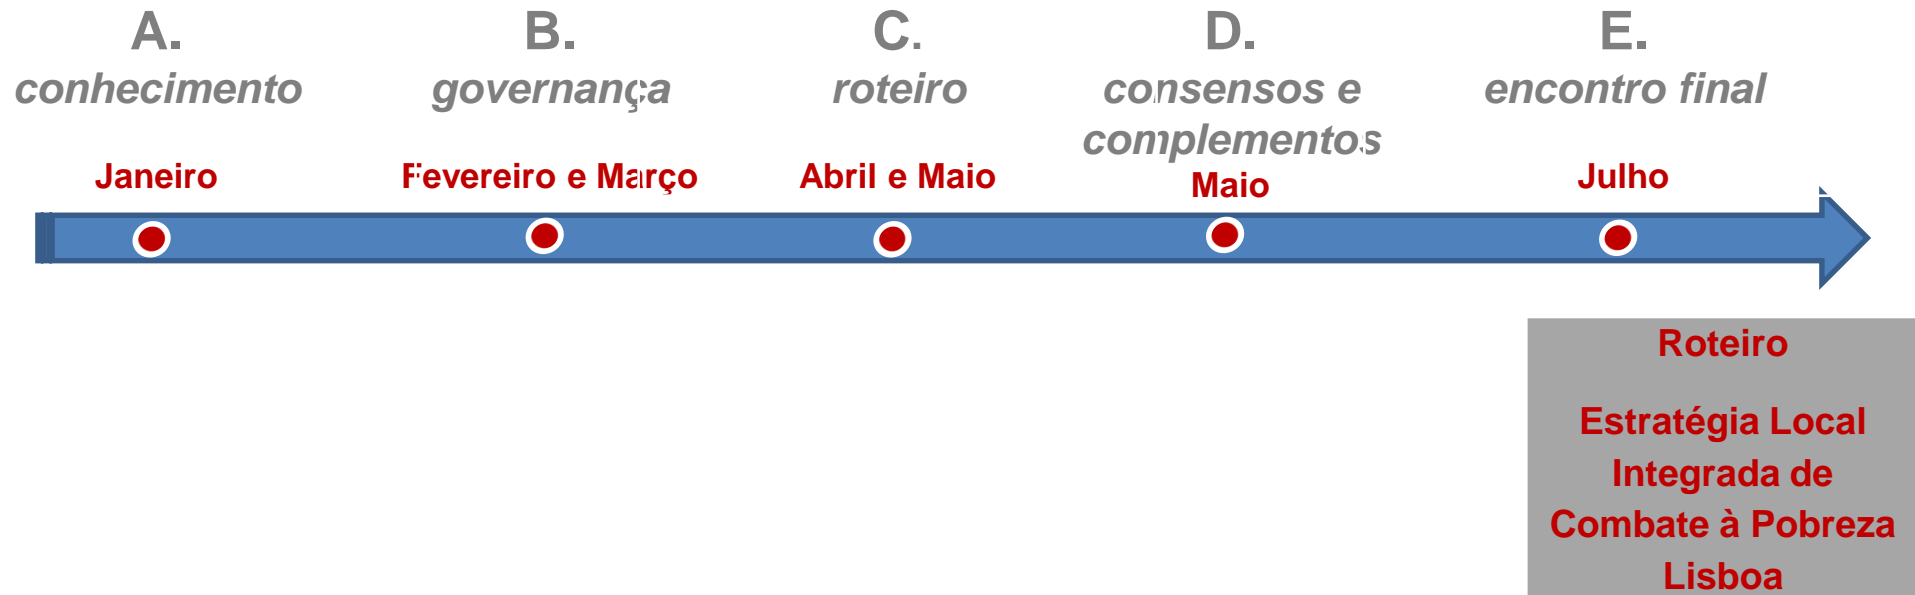 A.
conhecimento
Janeiro
B.
governança
Fevereiro e Março
C.
roteiro
Abril e Maio
D.
consensos e
complementos
Maio
E.
encontro final
Julho
Roteiro
Estratégia Local
Integrada de
Combate à Pobreza
Lisboa